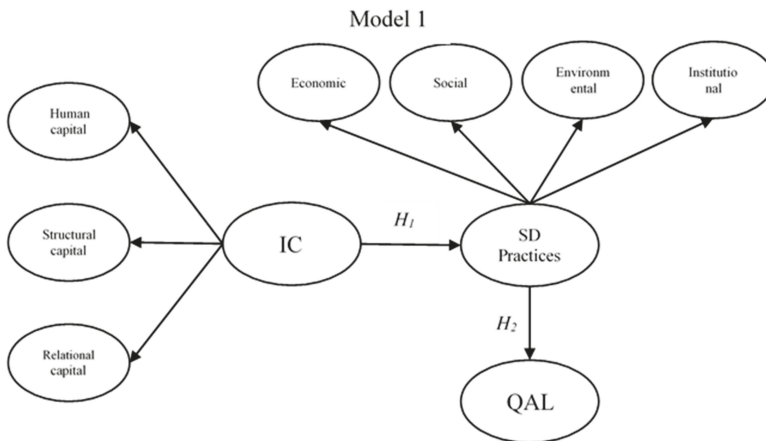 Model 1
Economic
Social
Environm
ental
Institutio
nal
Human
capital
Structural
capital
Relational
capital
IC
H1
SD
Practices
H2
QAL